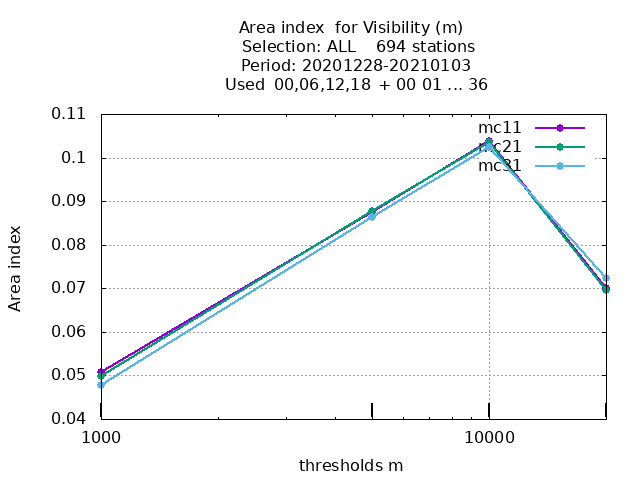 Area index  for Visibility (m)
Selection: ALL    694 stations
Period: 20201228-20210103
Used  00,06,12,18  + 00 01 ... 36
0.11
0.1
0.09
0.08
0.07
0.06
0.05
0.04
Area index
mc11
mc21
mc31
1000
10000
thresholds m